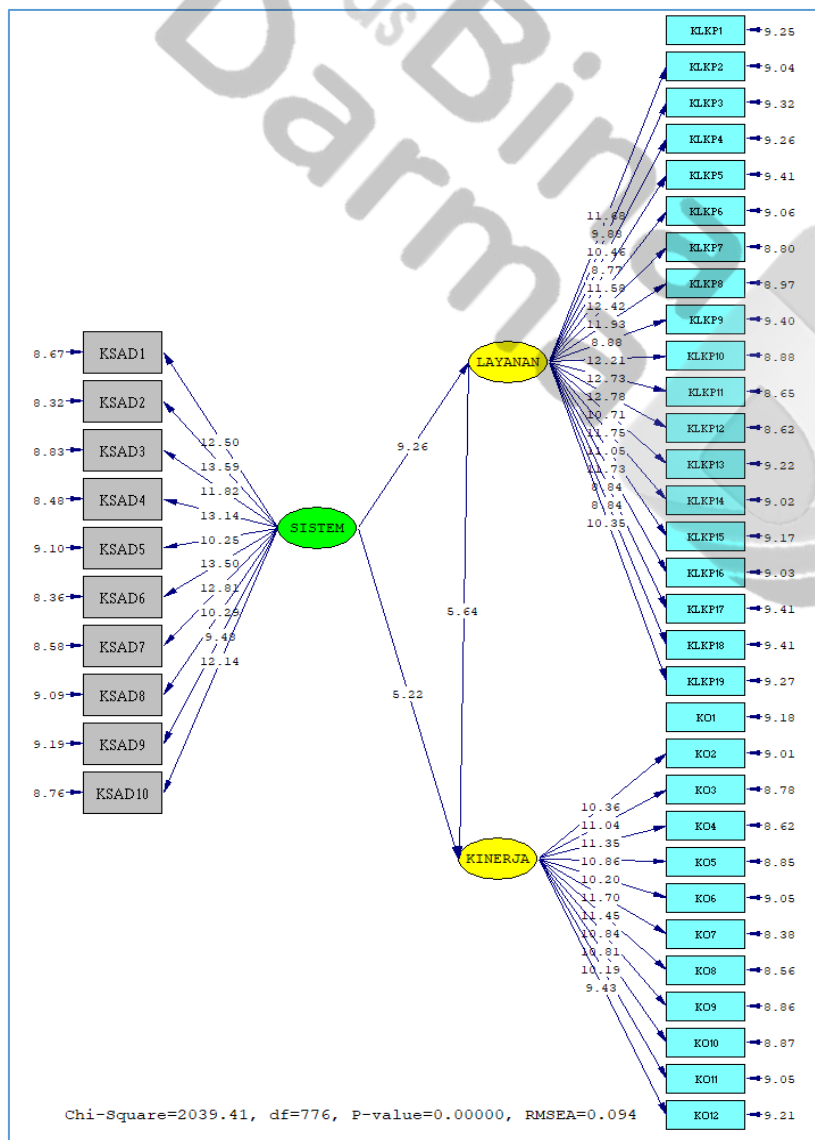 us
Bina
Darma
8.67 KSAD1
8.32 KSAD2
8.83 KSAD3
8.48 KSAD4
9.10 KSAD5
8.36 KSAD6
8.58 KSAD7
9.09 KSAD8
9.19 KSAD9
8.76 KSAD10
12.50
13.59
11.82
13.14
10.25
13.50
12.81
10.29
9.48
12.14
SISTEM
9.26
5.64
5.22
LAYANAN
KINERJA
11.68
9.88
10.46
8.77
11.58
12.42
11.93
8.88
12.21
12.73
12.78
10.71
11.75
11.05
11.73
8.84
8.84
10.35
KLKP1 9.25
KLKP2 9.04
KLKP3 9.32
KLKP4 9.26
KLKP5 9.41
KLKP6 9.06
KLKP7 8.80
KLKP8 8.97
KLKP9 9.40
KLKP10 8.88
KLKP11 8.65
KLKP12 8.62
KLKP13 9.22
KLKP14 9.02
KLKP15 9.17
KLKP16 9.03
KLKP17 9.41
KLKP18 9.41
KLKP19 9.27
10.36
11.04
11.35
10.86
10.20
11.70
11.45
10.84
10.81
10.19
9.43
KO1 9.18
KO2 9.01
KO3 8.78
KO4 8.62
KO5 8.85
KO6 9.05
KO7 8.38
KO8 8.56
KO9 8.86
KO10 8.87
KO11 9.05
KO12 9.21
Chi-Square=2039.41, df=776, P-value=0.00000, RMSEA=0.094